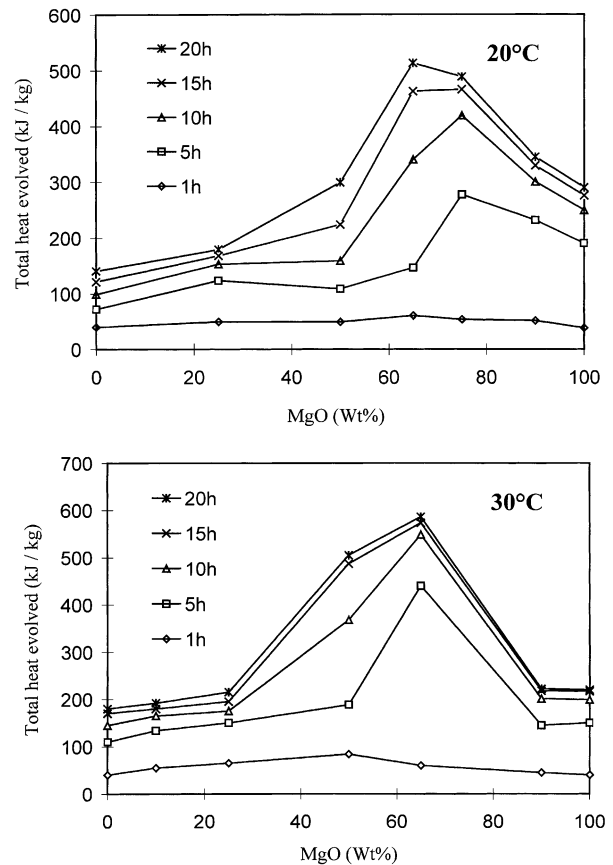 600
500
400
300
200
100
0
Total heat evolved (kJ / kg)
20h
15h
10h
5h
1h
20°C
0 20 40 60 80 100
MgO (Wt%)
700
600
500
400
300
200
100
0
Total heat evolved (kJ / kg)
20h
15h
10h
5h
1h
30°C
0 20 40 60 80 100
MgO (Wt%)